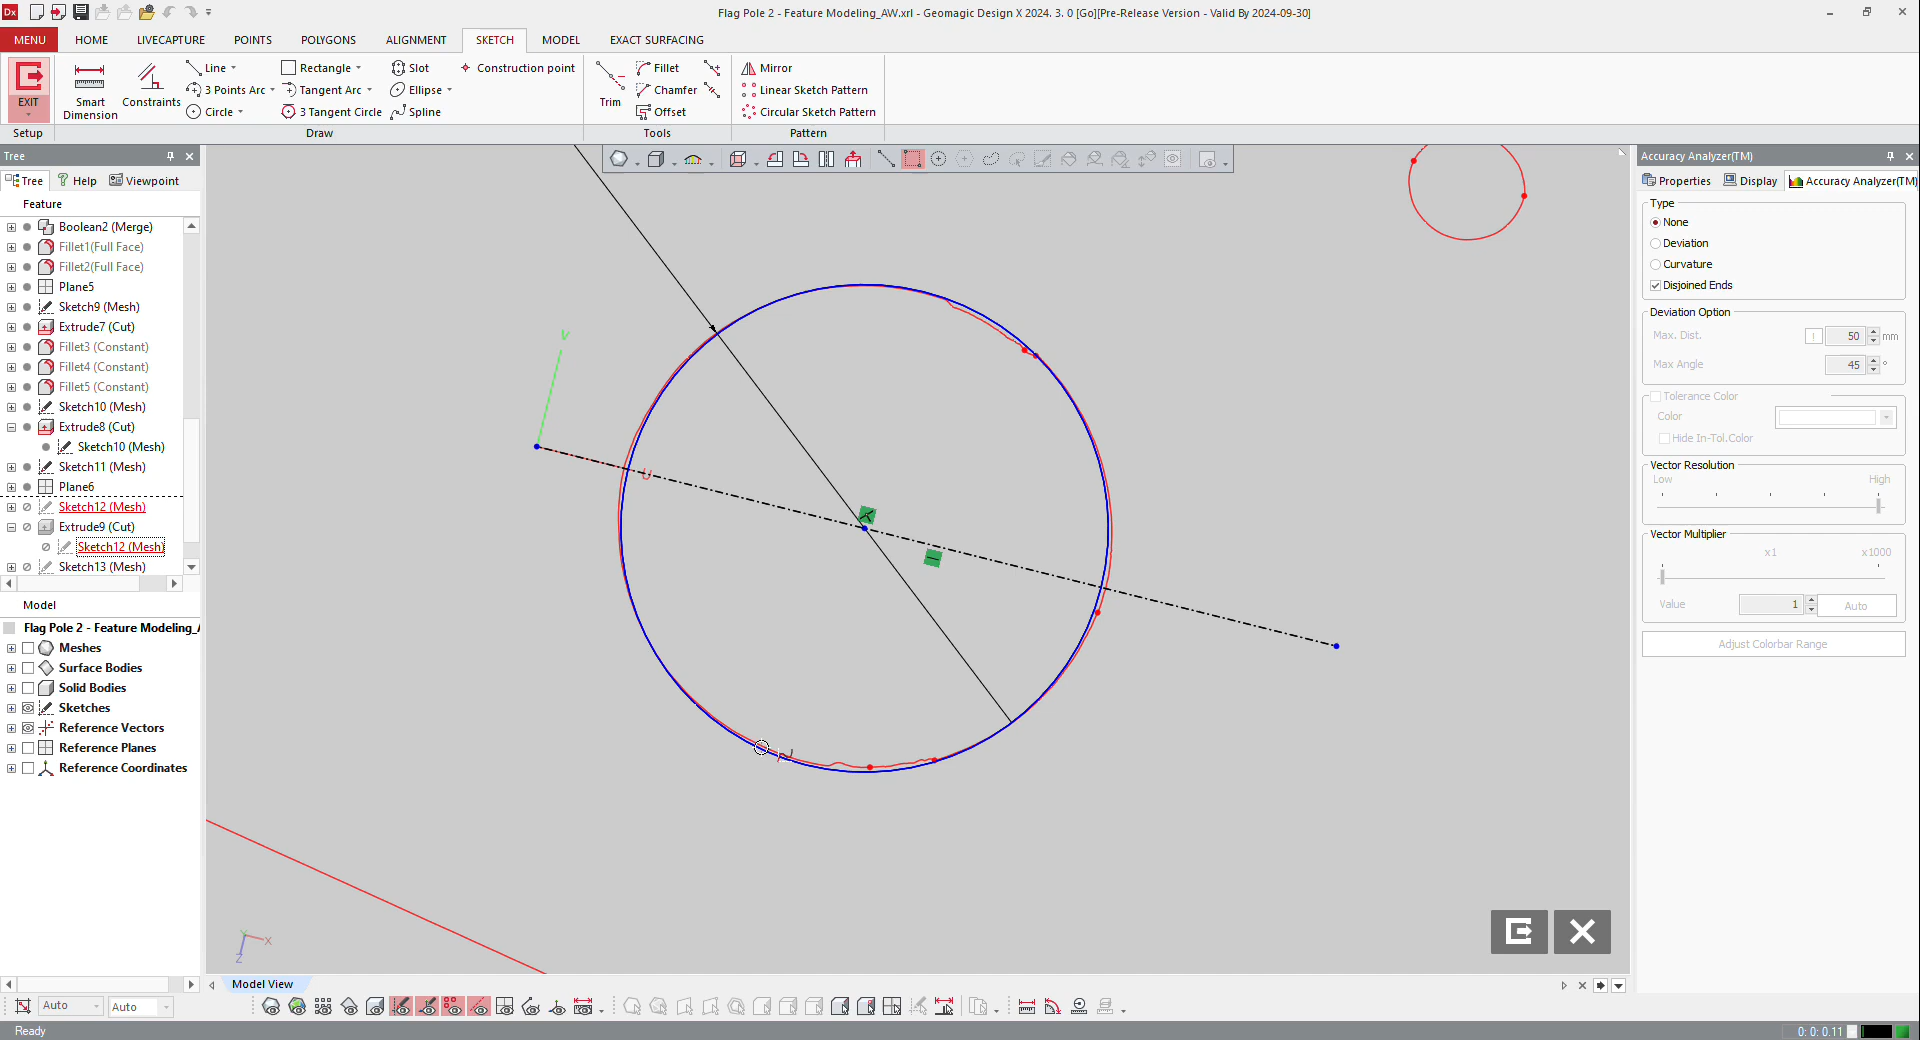 Dx
Flag Pole 2 - Feature Modeling_AW.xrl - Geomagic Design X 2024. 3. 0 [Go][Pre-Release Version - Valid By 2024-09-30]
MENU HOME LIVECAPTURE POINTS POLYGONS ALIGNMENT SKETCH MODEL EXACT SURFACING
EXIT
Smart Dimension
Constraints
Line Rectangle Slot Construction point
3 Points Arc Tangent Arc Ellipse
Circle 3 Tangent Circle Spline
Trim
Fillet
Chamfer
Offset
Mirror
Linear Sketch Pattern
Circular Sketch Pattern
Setup Draw Tools Pattern
Tree
Tree Help Viewpoint
Feature
Boolean2 (Merge)
Fillet1(Full Face)
Fillet2(Full Face)
Plane5
Sketch9 (Mesh)
Extrude7 (Cut)
Fillet3 (Constant)
Fillet4 (Constant)
Fillet5 (Constant)
Sketch10 (Mesh)
Extrude8 (Cut)
Sketch10 (Mesh)
Sketch11 (Mesh)
Plane6
Sketch12 (Mesh)
Extrude9 (Cut)
Sketch12 (Mesh)
Sketch13 (Mesh)
Model
Flag Pole 2 - Feature Modeling_A
Meshes
Surface Bodies
Solid Bodies
Sketches
Reference Vectors
Reference Planes
Reference Coordinates
V
U
Y
X
Z
Model View
Accuracy Analyzer(TM)
Properties Display Accuracy Analyzer(TM)
Type
None
Deviation
Curvature
Disjoined Ends
Deviation Option
Max. Dist. ! 50 mm
Max Angle 45 °
Tolerance Color
Color
Hide In-Tol.Color
Vector Resolution
Low High
Vector Multiplier
x1 x1000
Value 1 Auto
Adjust Colorbar Range
Auto Auto
Ready 0: 0: 0.11